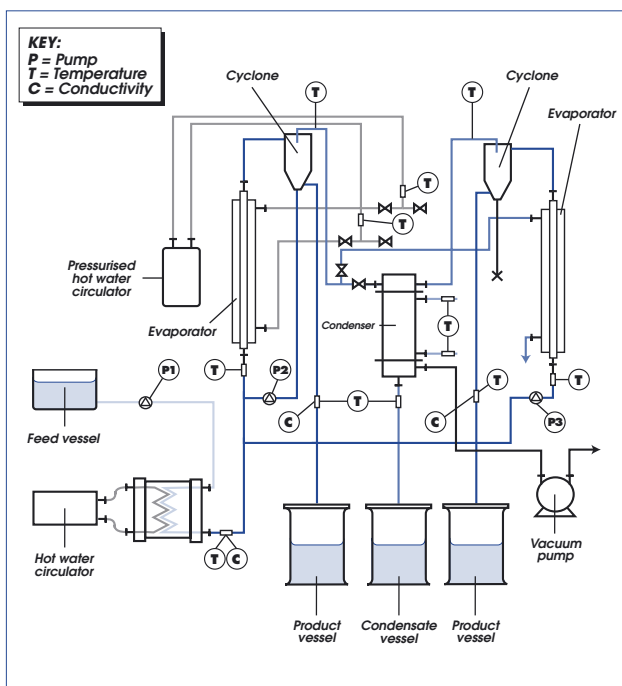 KEY:
P = Pump
T = Temperature
C = Conductivity
Cyclone
T
T
Cyclone
Evaporator
T
T
Pressurised
hot water
circulator
Evaporator
Condenser
T
T
P1
P2
T
T
Feed vessel
C
T
C
P3
Hot water
circulator
T
C
Vacuum
pump
Product
vessel
Condensate
vessel
Product
vessel